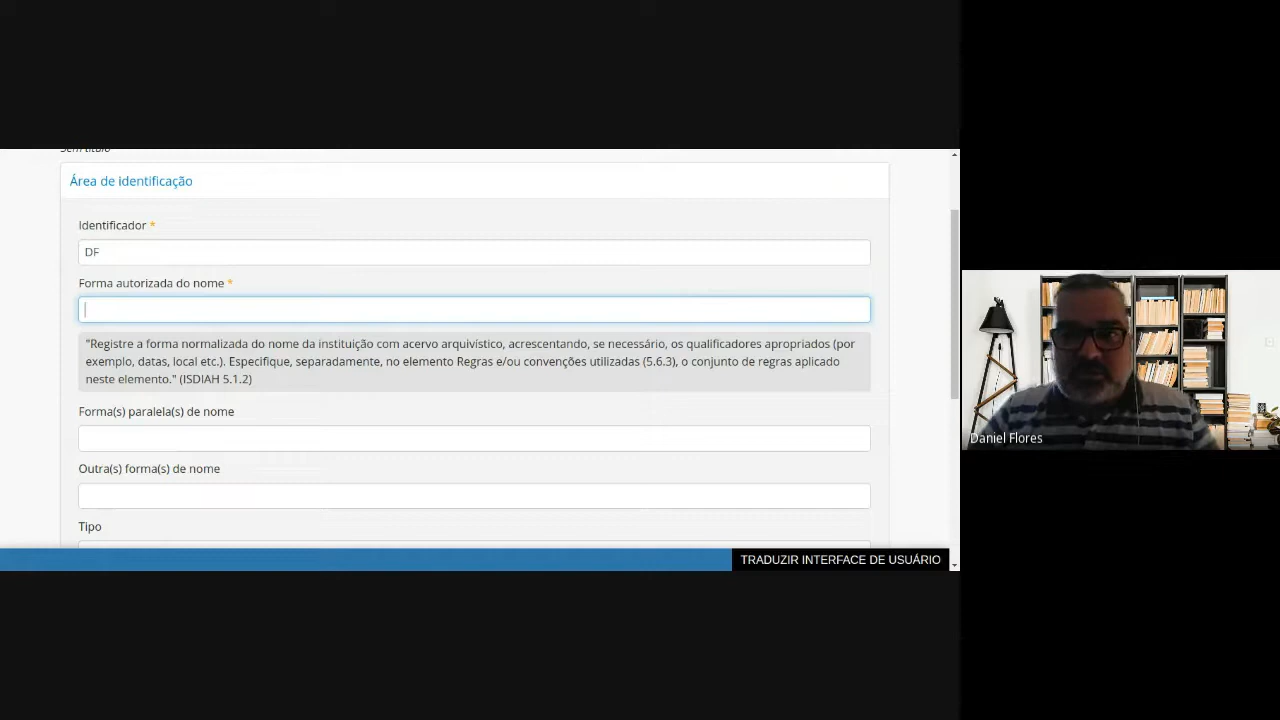 Sem título
Área de identificação
Identificador *
DF
Forma autorizada do nome *
"Registre a forma normalizada do nome da instituição com acervo arquivístico, acrescentando, se necessário, os qualificadores apropriados (por
exemplo, datas, local etc.). Especifique, separadamente, no elemento Regras e/ou convenções utilizadas (5.6.3), o conjunto de regras aplicado
neste elemento." (ISDIAH 5.1.2)
Forma(s) paralela(s) de nome
Outra(s) forma(s) de nome
Tipo
TRADUZIR INTERFACE DE USUÁRIO
Daniel Flores